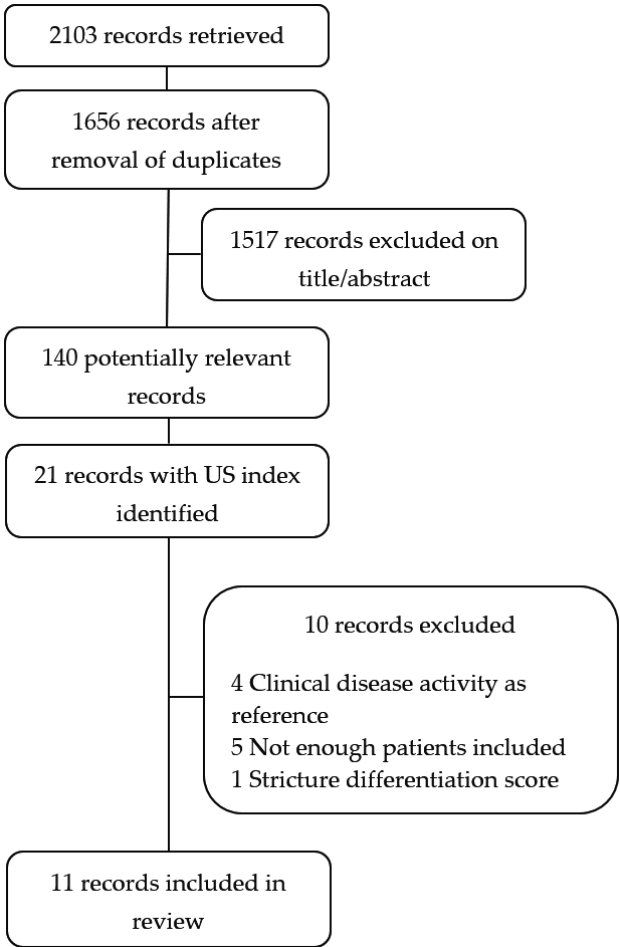 2103 records retrieved
1656 records after
removal of duplicates
1517 records excluded on
title/abstract
140 potentially relevant
records
21 records with US index
identified
10 records excluded
4 Clinical disease activity as
reference
5 Not enough patients included
1 Stricture differentiation score
11 records included in
review